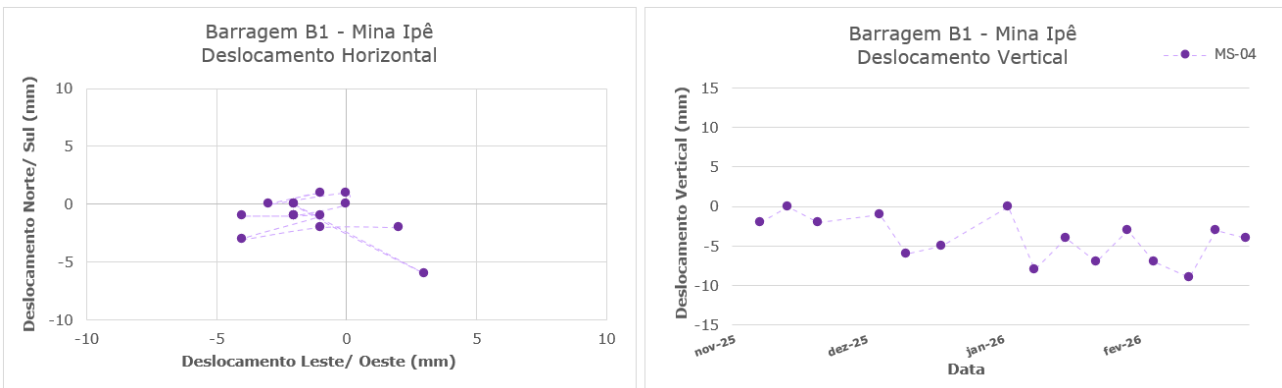 Barragem B1 - Mina Ipê
Deslocamento Horizontal
Deslocamento Norte/ Sul (mm)
10
5
0
-5
-10
-10
-5
0
5
10
Deslocamento Leste/ Oeste (mm)
Barragem B1 - Mina Ipê
Deslocamento Vertical
MS-04
Deslocamento Vertical (mm)
15
10
5
0
-5
-10
-15
nov-25
dez-25
jan-26
fev-26
Data